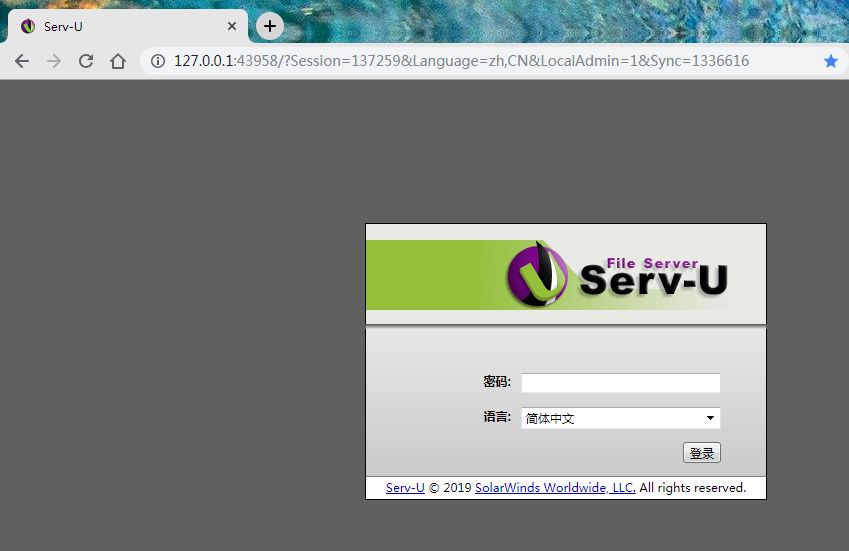 Serv-U
127.0.0.1:43958/?Session=137259&Language=zh,CN&LocalAdmin=1&Sync=1336616
File Server
Serv-U
密码:
语言: 简体中文
登录
Serv-U © 2019 SolarWinds Worldwide, LLC. All rights reserved.